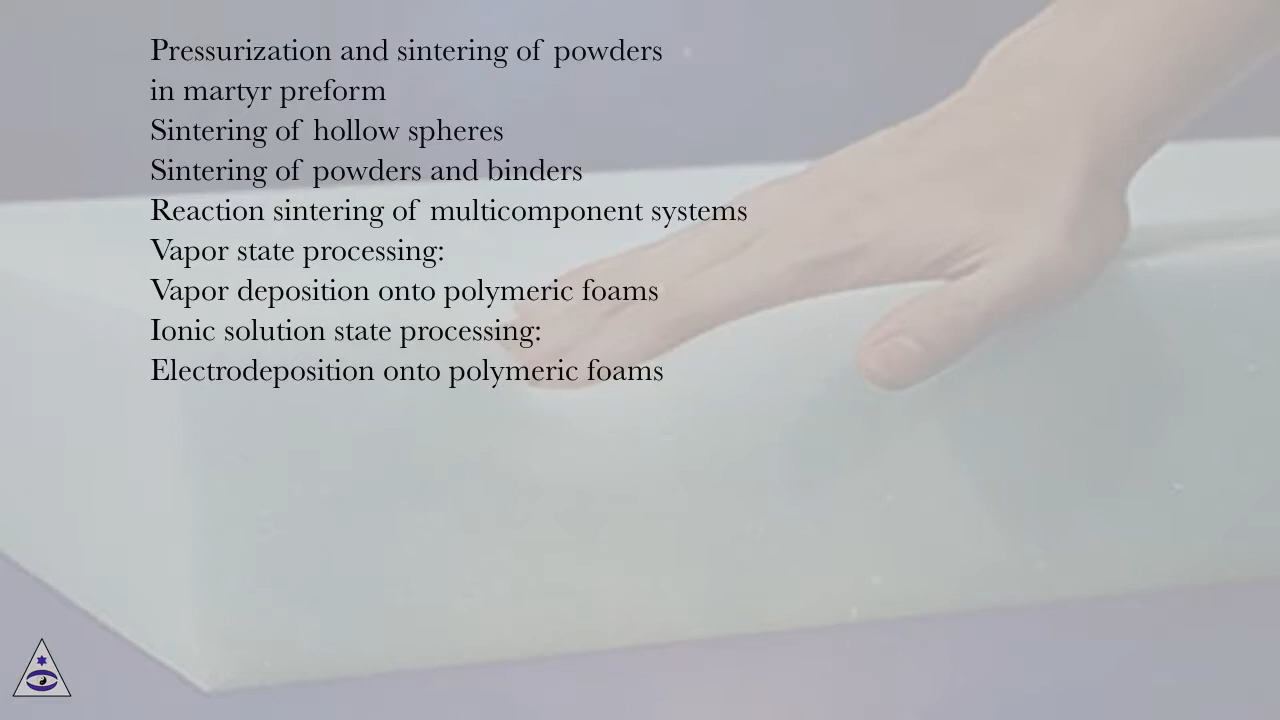 Pressurization and sintering of powders
in martyr preform
Sintering of hollow spheres
Sintering of powders and binders
Reaction sintering of multicomponent systems
Vapor state processing:
Vapor deposition onto polymeric foams
Ionic solution state processing:
Electrodeposition onto polymeric foams